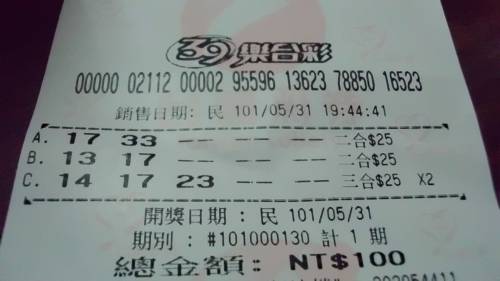 39樂合彩
00000 02112 00002 95596 13623 78850 16523
銷售日期: 民 101/05/31 19:44:41
A. 17 33 -- -- -- 二合$25
B. 13 17 -- -- -- 二合$25
C. 14 17 23 -- -- 三合$25 X2
開獎日期 : 民 101/05/31
期別 : #101000130 計 1 期
總金額: NT$100